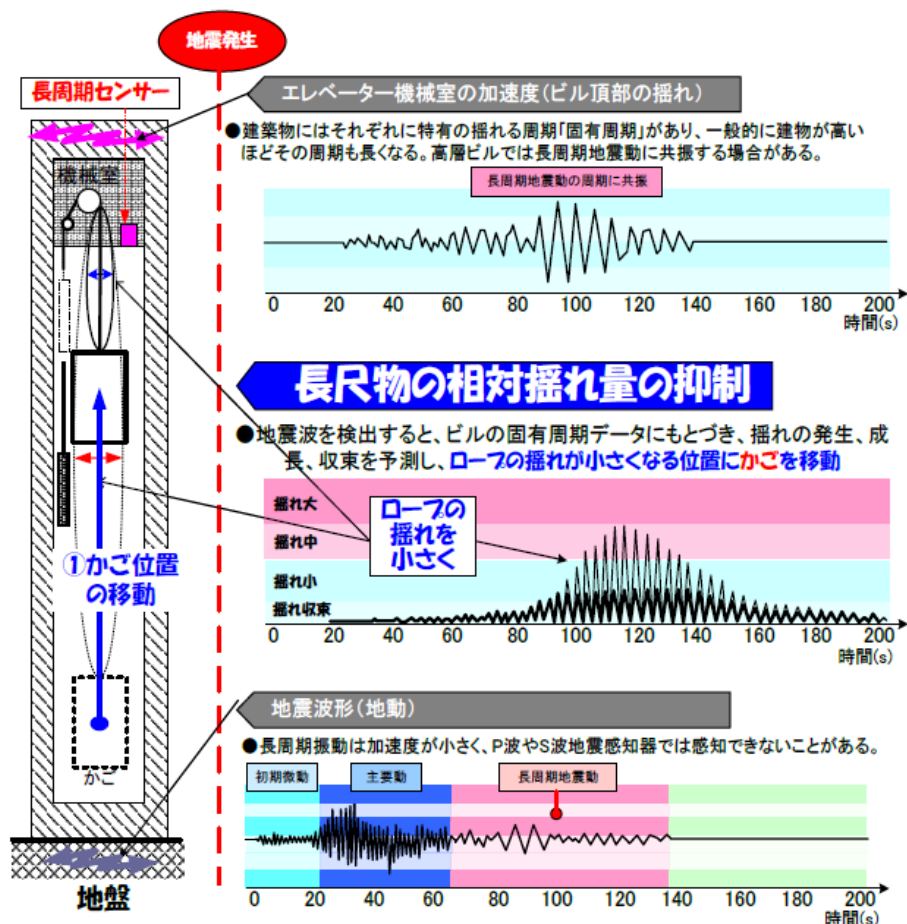 地震発生
長周期センサー
機械室
①かご位置
の移動
かご
地盤
エレベーター機械室の加速度(ビル頂部の揺れ)
●建築物にはそれぞれに特有の揺れる周期「固有周期」があり、一般的に建物が高い
ほどその周期も長くなる。高層ビルでは長周期地震動に共振する場合がある。
長周期地震動の周期に共振
0 20 40 60 80 100 120 140 160 180 200
時間(s)
長尺物の相対揺れ量の抑制
●地震波を検出すると、ビルの固有周期データにもとづき、揺れの発生、成
長、収束を予測し、ロープの揺れが小さくなる位置にかごを移動
揺れ大
揺れ中
揺れ小
揺れ収束
ロープの
揺れを
小さく
0 20 40 60 80 100 120 140 160 180 200
時間(s)
地震波形(地動)
●長周期振動は加速度が小さく、P波やS波地震感知器では感知できないことがある。
初期微動 主要動 長周期地震動
0 20 40 60 80 100 120 140 160 180 200
時間(s)